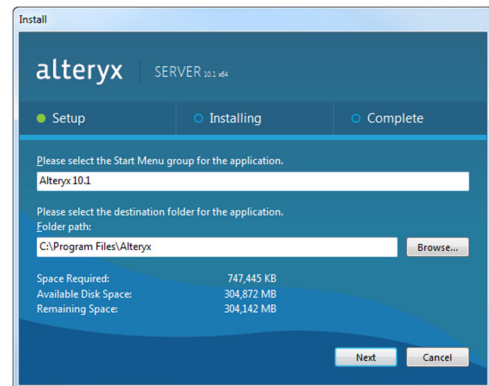 Install
alteryx SERVER 10.1 x64
Setup Installing Complete
Please select the Start Menu group for the application.
Alteryx 10.1
Please select the destination folder for the application.
Folder path:
C:\Program Files\Alteryx Browse...
Space Required: 747,445 KB
Available Disk Space: 304,872 MB
Remaining Space: 304,142 MB
Next Cancel